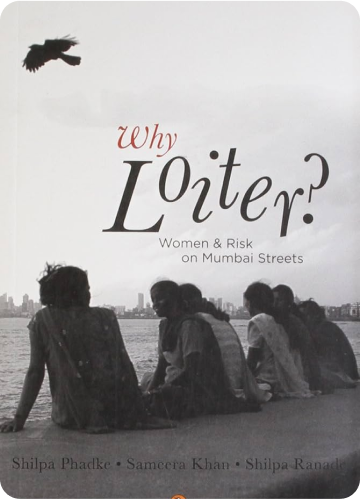 Why
Loiter?
Women & Risk
on Mumbai Streets
Shilpa Phadke • Sameera Khan • Shilpa Ranade